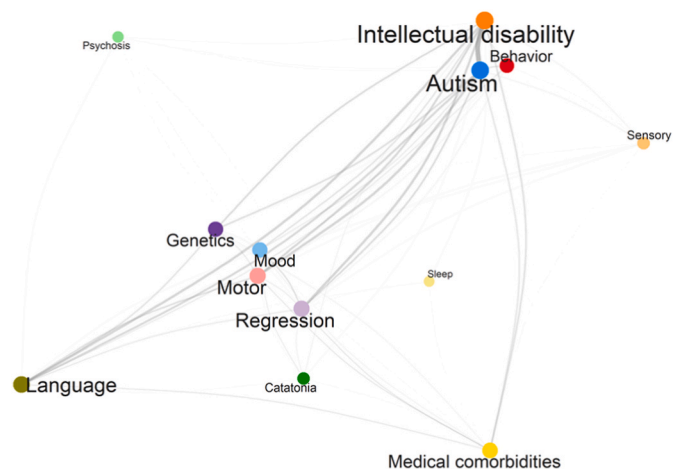 Intellectual disability
Psychosis
Behavior
Autism
Sensory
Genetics
Mood
Sleep
Motor
Regression
Language
Catatonia
Medical comorbidities